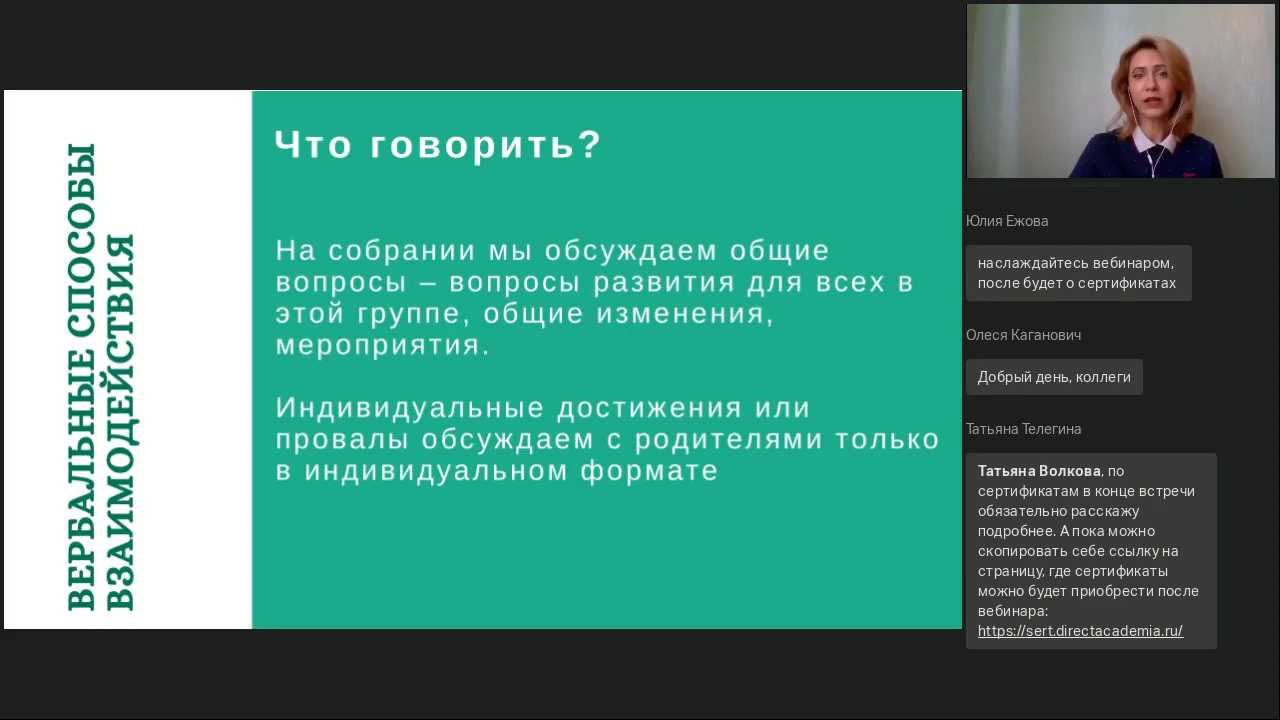 ВЕРБАЛЬНЫЕ СПОСОБЫ
ВЗАИМОДЕЙСТВИЯ
Что говорить?
На собрании мы обсуждаем общие
вопросы – вопросы развития для всех в
этой группе, общие изменения,
мероприятия.
Индивидуальные достижения или
провалы обсуждаем с родителями только
в индивидуальном формате
Юлия Ежова
наслаждайтесь вебинаром,
после будет о сертификатах
Олеся Каганович
Добрый день, коллеги
Татьяна Телегина
Татьяна Волкова, по
сертификатам в конце встречи
обязательно расскажу
подробнее. А пока можно
скопировать себе ссылку на
страницу, где сертификаты
можно будет приобрести после
вебинара:
https://sert.directacademia.ru/